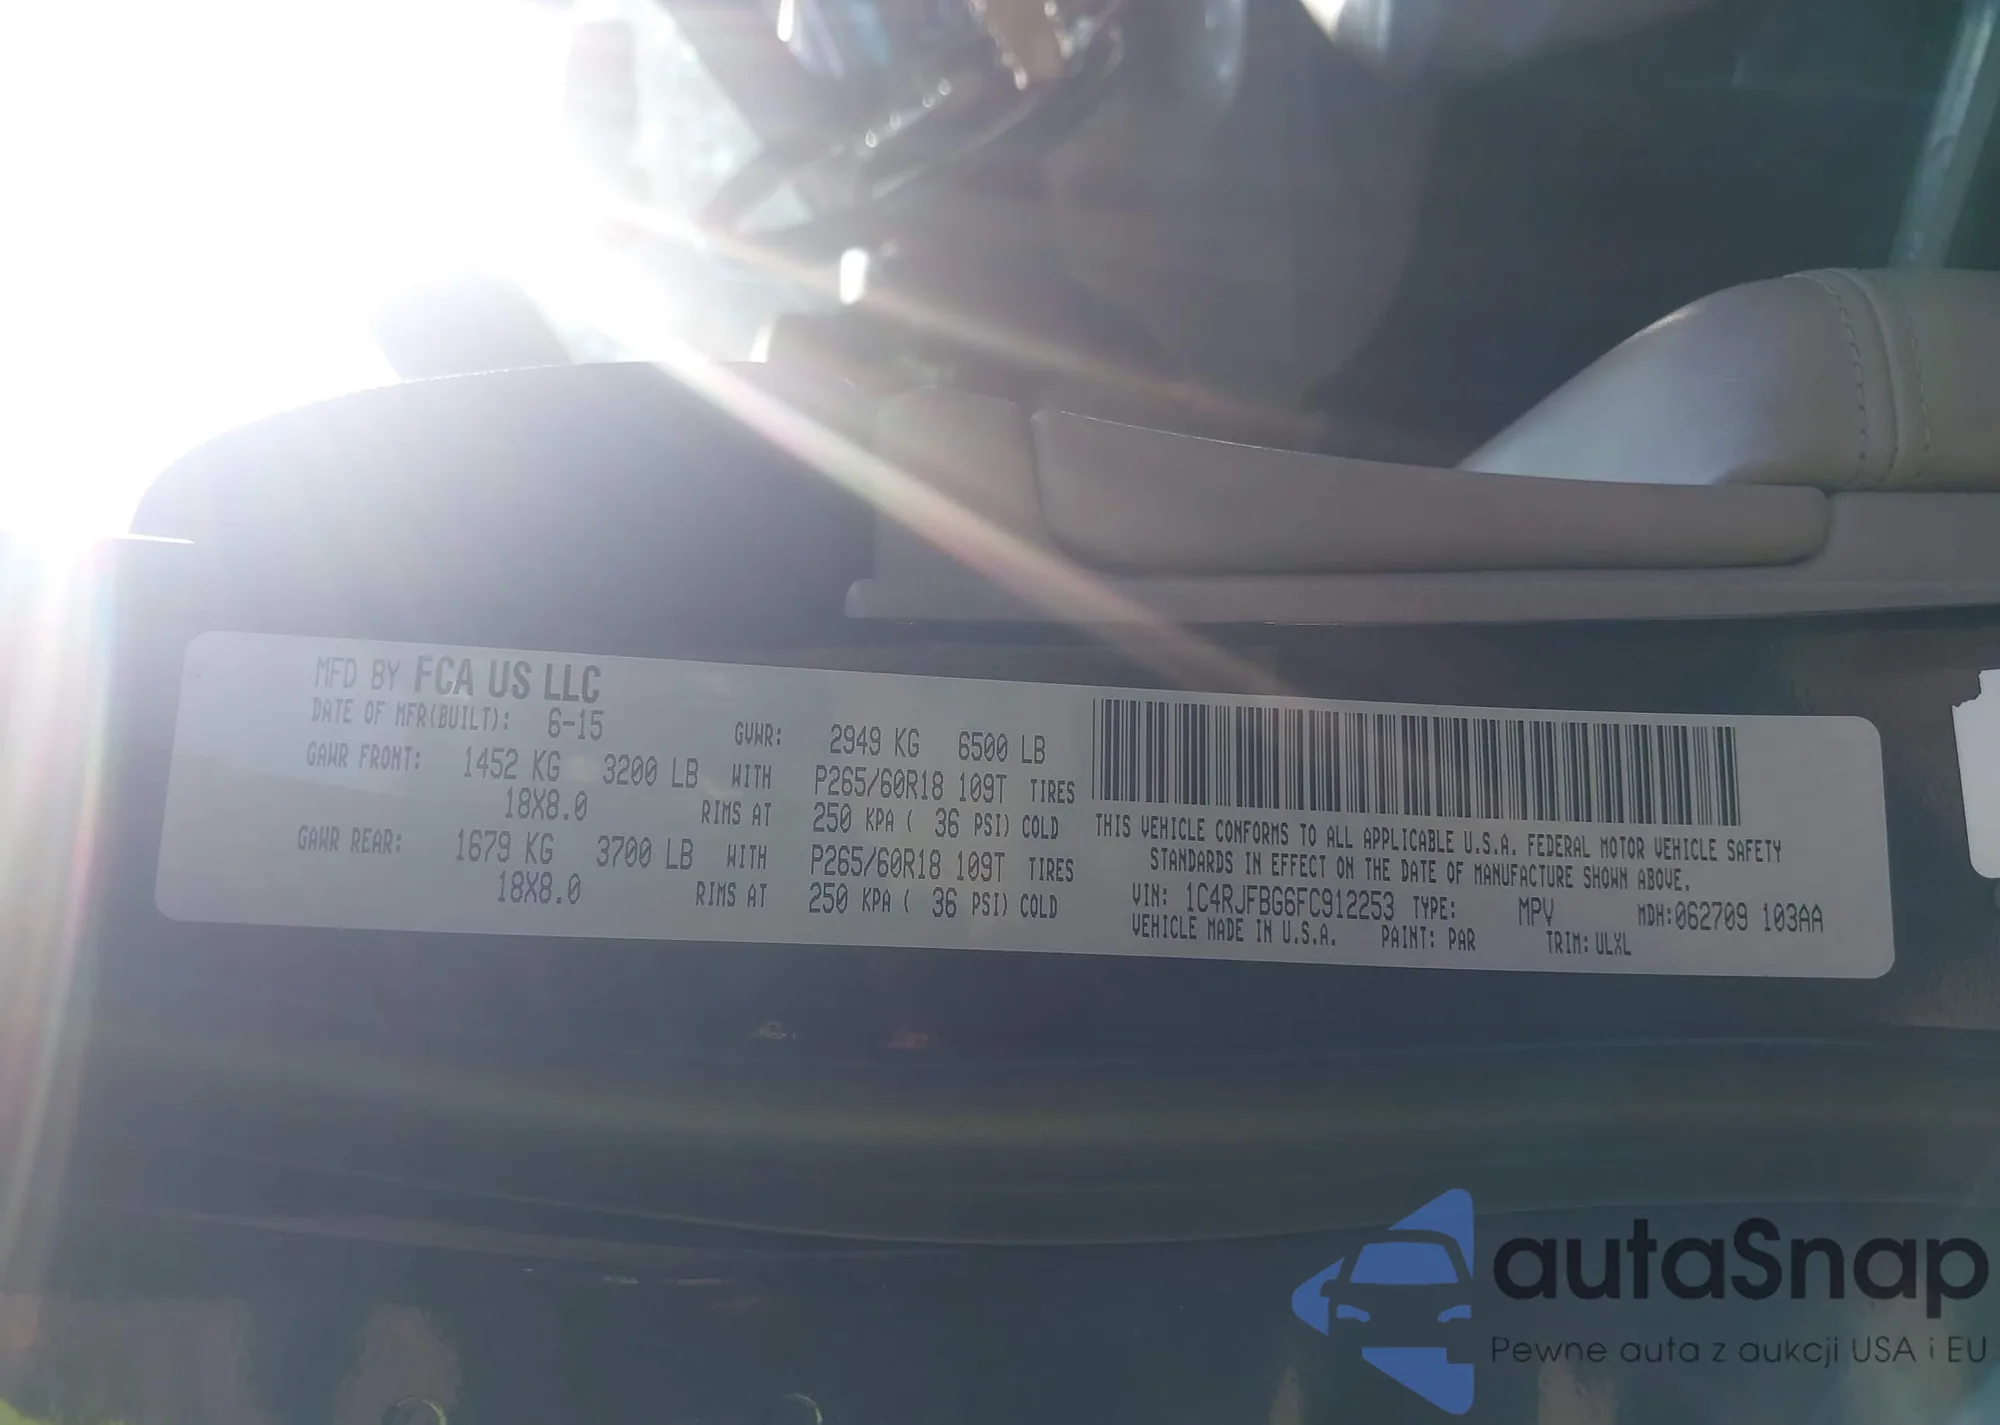 MFD BY FCA US LLC
DATE OF MFR(BUILT): 6-15 GVWR: 2949 KG 6500 LB
GAWR FRONT: 1452 KG 3200 LB WITH P265/60R18 109T TIRES
18X8.0 RIMS AT 250 KPA ( 36 PSI) COLD
GAWR REAR: 1679 KG 3700 LB WITH P265/60R18 109T TIRES
18X8.0 RIMS AT 250 KPA ( 36 PSI) COLD
THIS VEHICLE CONFORMS TO ALL APPLICABLE U.S.A. FEDERAL MOTOR VEHICLE SAFETY
STANDARDS IN EFFECT ON THE DATE OF MANUFACTURE SHOWN ABOVE.
VIN: 1C4RJFBG6FC912253 TYPE: MPV MDH:062709 103AA
VEHICLE MADE IN U.S.A. PAINT: PAR TRIM: ULXL
autaSnap
Pewne auta z aukcji USA i EU